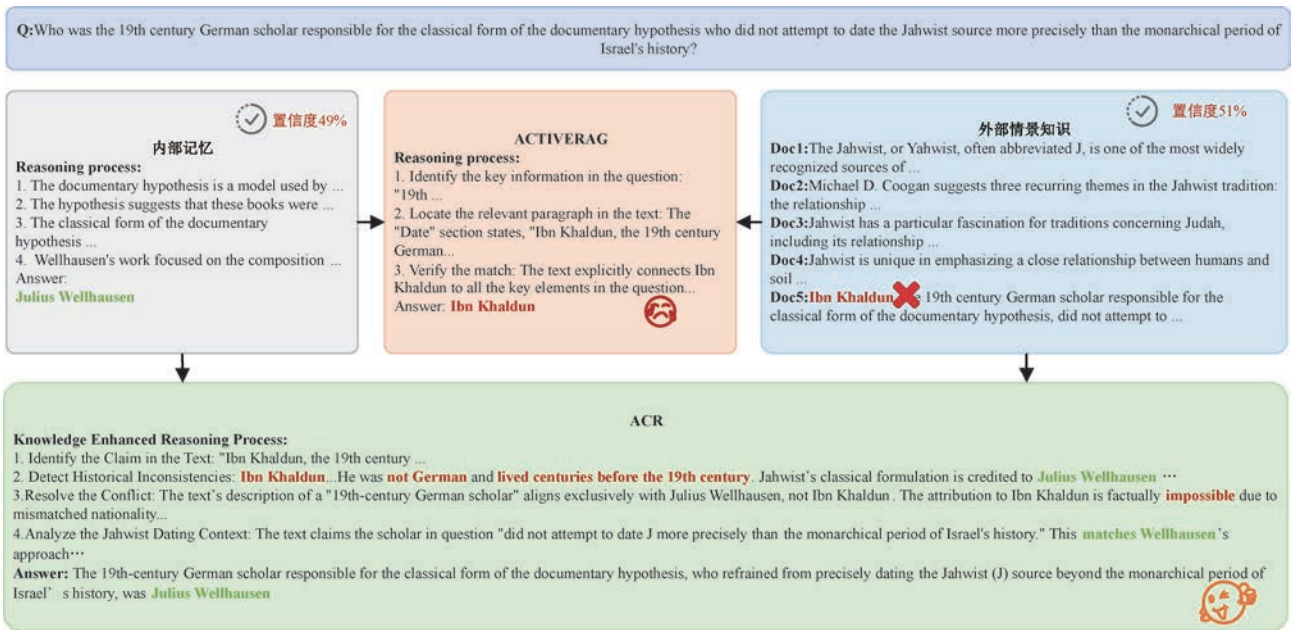 Q:Who was the 19th century German scholar responsible for the classical form of the documentary hypothesis who did not attempt to date the Jahwist source more precisely than the monarchical period of
Israel's history?
置信度49%
内部记忆
Reasoning process:
1. The documentary hypothesis is a model used by ...
2. The hypothesis suggests that these books were ...
3. The classical form of the documentary
hypothesis ...
4. Wellhausen's work focused on the composition ...
Answer:
Julius Wellhausen
ACTIVERAG
Reasoning process:
1. Identify the key information in the question:
"19th ...
2. Locate the relevant paragraph in the text: The
"Date" section states, "Ibn Khaldun, the 19th century
German...
3. Verify the match: The text explicitly connects Ibn
Khaldun to all the key elements in the question...
Answer: Ibn Khaldun
置信度51%
外部情景知识
Doc1:The Jahwist, or Yahwist, often abbreviated J, is one of the most widely
recognized sources of ...
Doc2:Michael D. Coogan suggests three recurring themes in the Jahwist tradition:
the relationship ...
Doc3:Jahwist has a particular fascination for traditions concerning Judah,
including its relationship ...
Doc4:Jahwist is unique in emphasizing a close relationship between humans and
soil ...
Doc5:Ibn Khaldun 19th century German scholar responsible for the
classical form of the documentary hypothesis, did not attempt to ...
ACR
Knowledge Enhanced Reasoning Process:
1. Identify the Claim in the Text: "Ibn Khaldun, the 19th century ...
2. Detect Historical Inconsistencies: Ibn Khaldun...He was not German and lived centuries before the 19th century. Jahwist's classical formulation is credited to Julius Wellhausen ···
3.Resolve the Conflict: The text's description of a "19th-century German scholar" aligns exclusively with Julius Wellhausen, not Ibn Khaldun. The attribution to Ibn Khaldun is factually impossible due to
mismatched nationality...
4.Analyze the Jahwist Dating Context: The text claims the scholar in question "did not attempt to date J more precisely than the monarchical period of Israel's history." This matches Wellhausen's
approach···
Answer: The 19th-century German scholar responsible for the classical form of the documentary hypothesis, who refrained from precisely dating the Jahwist (J) source beyond the monarchical period of
Israel' s history, was Julius Wellhausen